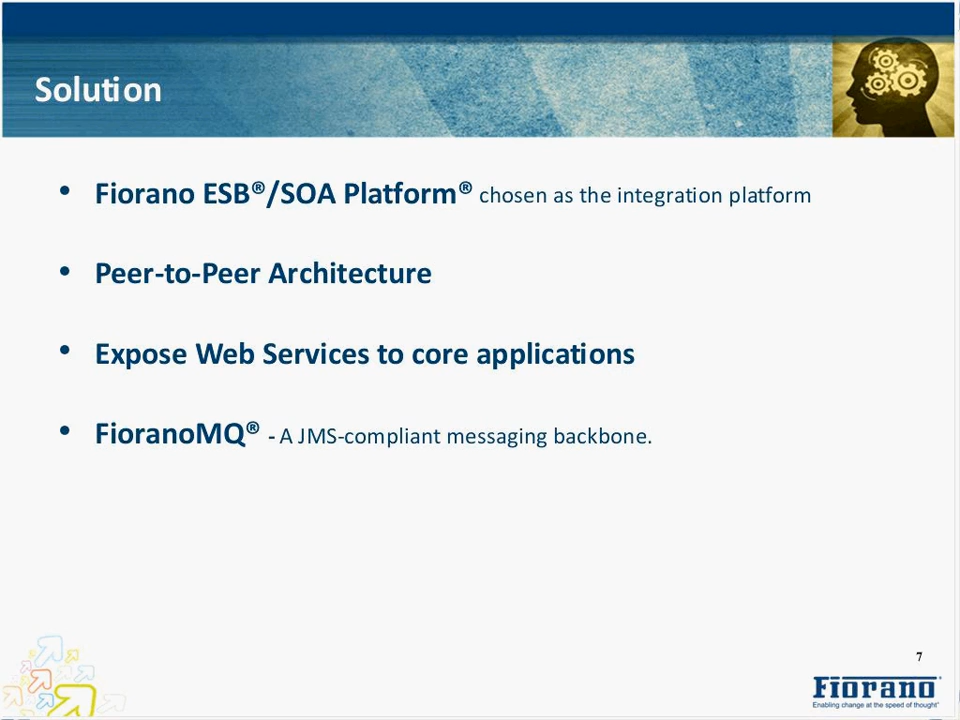 Solution
• Fiorano ESB®/SOA Platform® chosen as the integration platform
• Peer-to-Peer Architecture
• Expose Web Services to core applications
• FioranoMQ® - A JMS-compliant messaging backbone.
7
Fiorano®
Enabling change at the speed of thought™